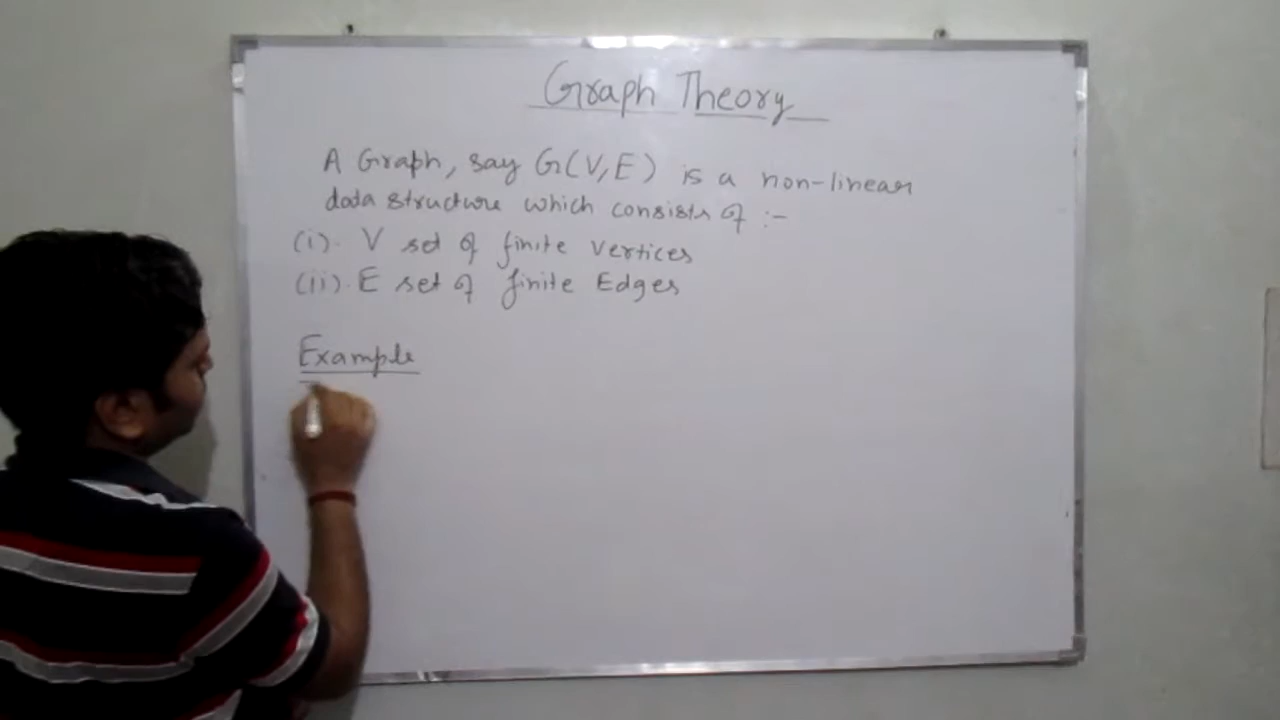 Graph Theory
A Graph, say G(V,E) is a non-linear
data structure which consists of :-
(i). V set of finite vertices
(ii). E set of finite Edges
Example